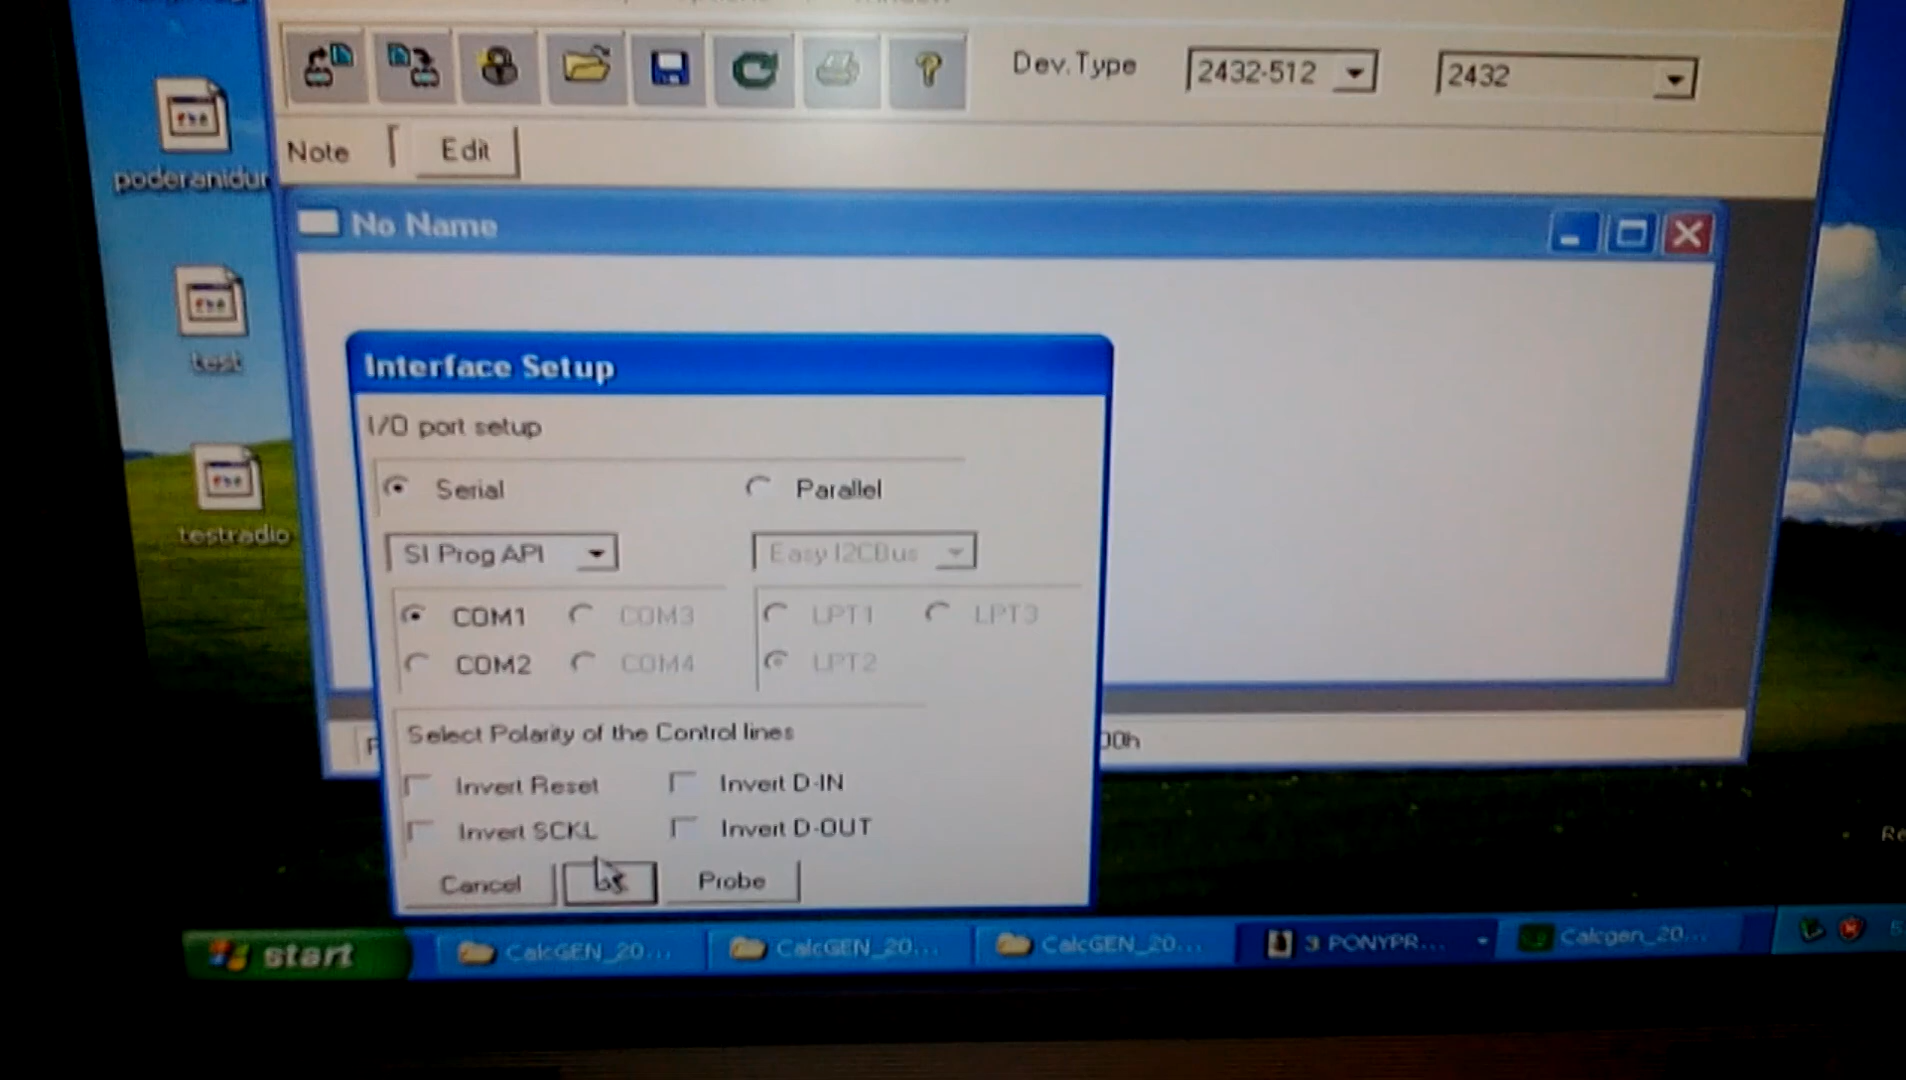 Dev.Type 2432-512 2432
Note Edit
poderanidur
No Name
test
Interface Setup
I/O port setup
Serial Parallel
SI Prog API Easy I2CBus
testradio
COM1 COM3 LPT1 LPT3
COM2 COM4 LPT2
Select Polarity of the Control lines
00h
Invert Reset Invert D-IN
Invert SCKL Invert D-OUT
Cancel Probe
start CalcGEN_20... CalcGEN_20... CalcGEN_20... 3 PONYPR... Calcgen_20...